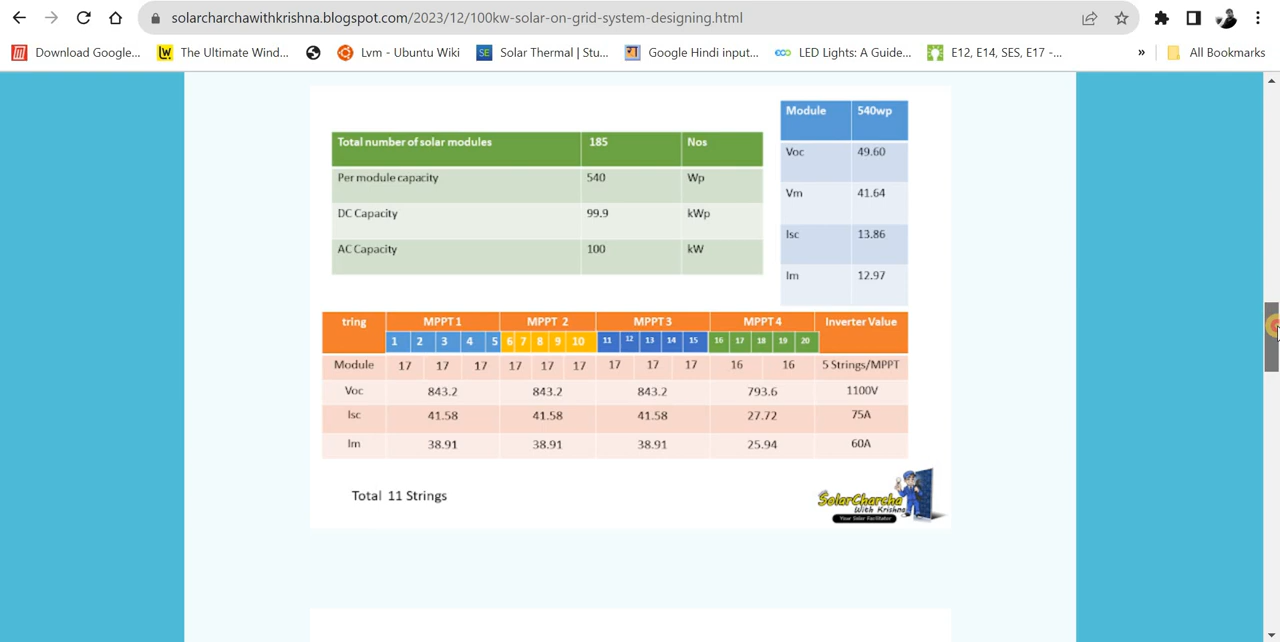 solarcharchawithkrishna.blogspot.com/2023/12/100kw-solar-on-grid-system-designing.html
Download Google... The Ultimate Wind... Lvm - Ubuntu Wiki SE Solar Thermal | Stu... Google Hindi input... LED Lights: A Guide... E12, E14, SES, E17 -... » All Bookmarks
Module 540wp
Voc 49.60
Vm 41.64
Isc 13.86
Im 12.97
Total number of solar modules 185 Nos
Per module capacity 540 Wp
DC Capacity 99.9 kWp
AC Capacity 100 kW
tring MPPT 1 MPPT 2 MPPT 3 MPPT 4 Inverter Value
1 2 3 4 5 6 7 8 9 10 11 12 13 14 15 16 17 18 19 20
Module 17 17 17 17 17 17 17 17 17 16 16 5 Strings/MPPT
Voc 843.2 843.2 843.2 793.6 1100V
Isc 41.58 41.58 41.58 27.72 75A
Im 38.91 38.91 38.91 25.94 60A
Total 11 Strings
SolarCharcha
With Krishna
Your Solar Facilitator